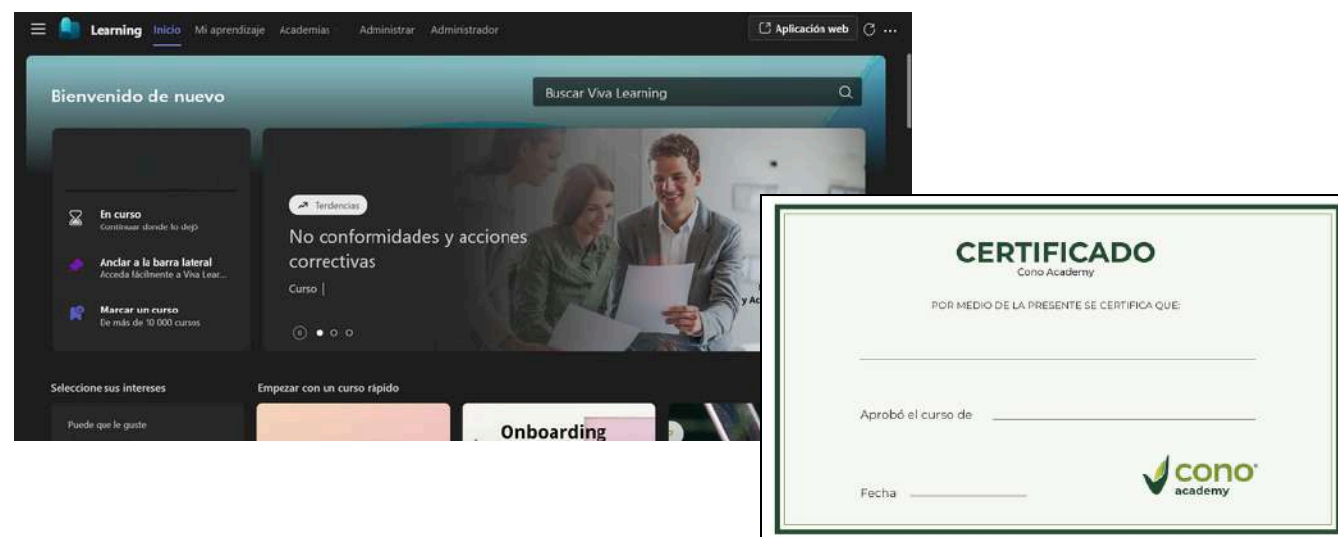 Learning Inicio Mi aprendizaje Academias Administrar Administrador Aplicación web
Bienvenido de nuevo
Buscar Viva Learning
En curso
Continuar donde lo dejó
Anclar a la barra lateral
Acceda fácilmente a Viva Lear...
Marcar un curso
De más de 10 000 cursos
Tendencias
No conformidades y acciones
correctivas
Curso |
y Ac
Seleccione sus intereses
Empezar con un curso rápido
Puede que le guste
Onboarding
CERTIFICADO
Cono Academy
POR MEDIO DE LA PRESENTE SE CERTIFICA QUE:
Aprobó el curso de
Fecha
cono
academy